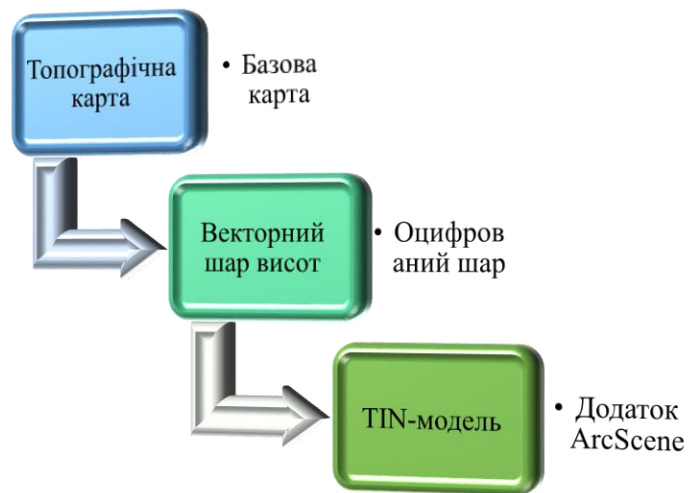 Топографічна
карта
• Базова
карта
Векторний
шар висот
• Оцифров
аний шар
TIN-модель
• Додаток
ArcScene